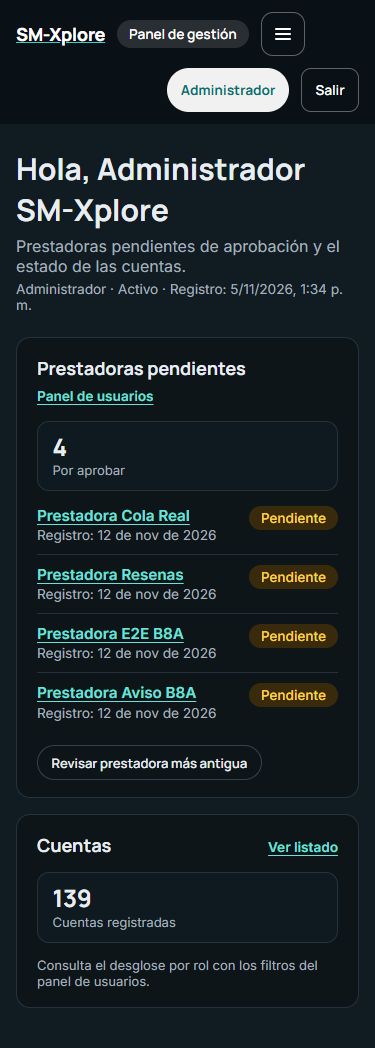 SM-Xplore
Panel de gestión
Administrador
Salir
Hola, Administrador
SM-Xplore
Prestadoras pendientes de aprobación y el
estado de las cuentas.
Administrador · Activo · Registro: 5/11/2026, 1:34 p.
m.
Prestadoras pendientes
Panel de usuarios
4
Por aprobar
Prestadora Cola Real
Pendiente
Registro: 12 de nov de 2026
Prestadora Resenas
Pendiente
Registro: 12 de nov de 2026
Prestadora E2E B8A
Pendiente
Registro: 12 de nov de 2026
Prestadora Aviso B8A
Pendiente
Registro: 12 de nov de 2026
Revisar prestadora más antigua
Cuentas
Ver listado
139
Cuentas registradas
Consulta el desglose por rol con los filtros del
panel de usuarios.